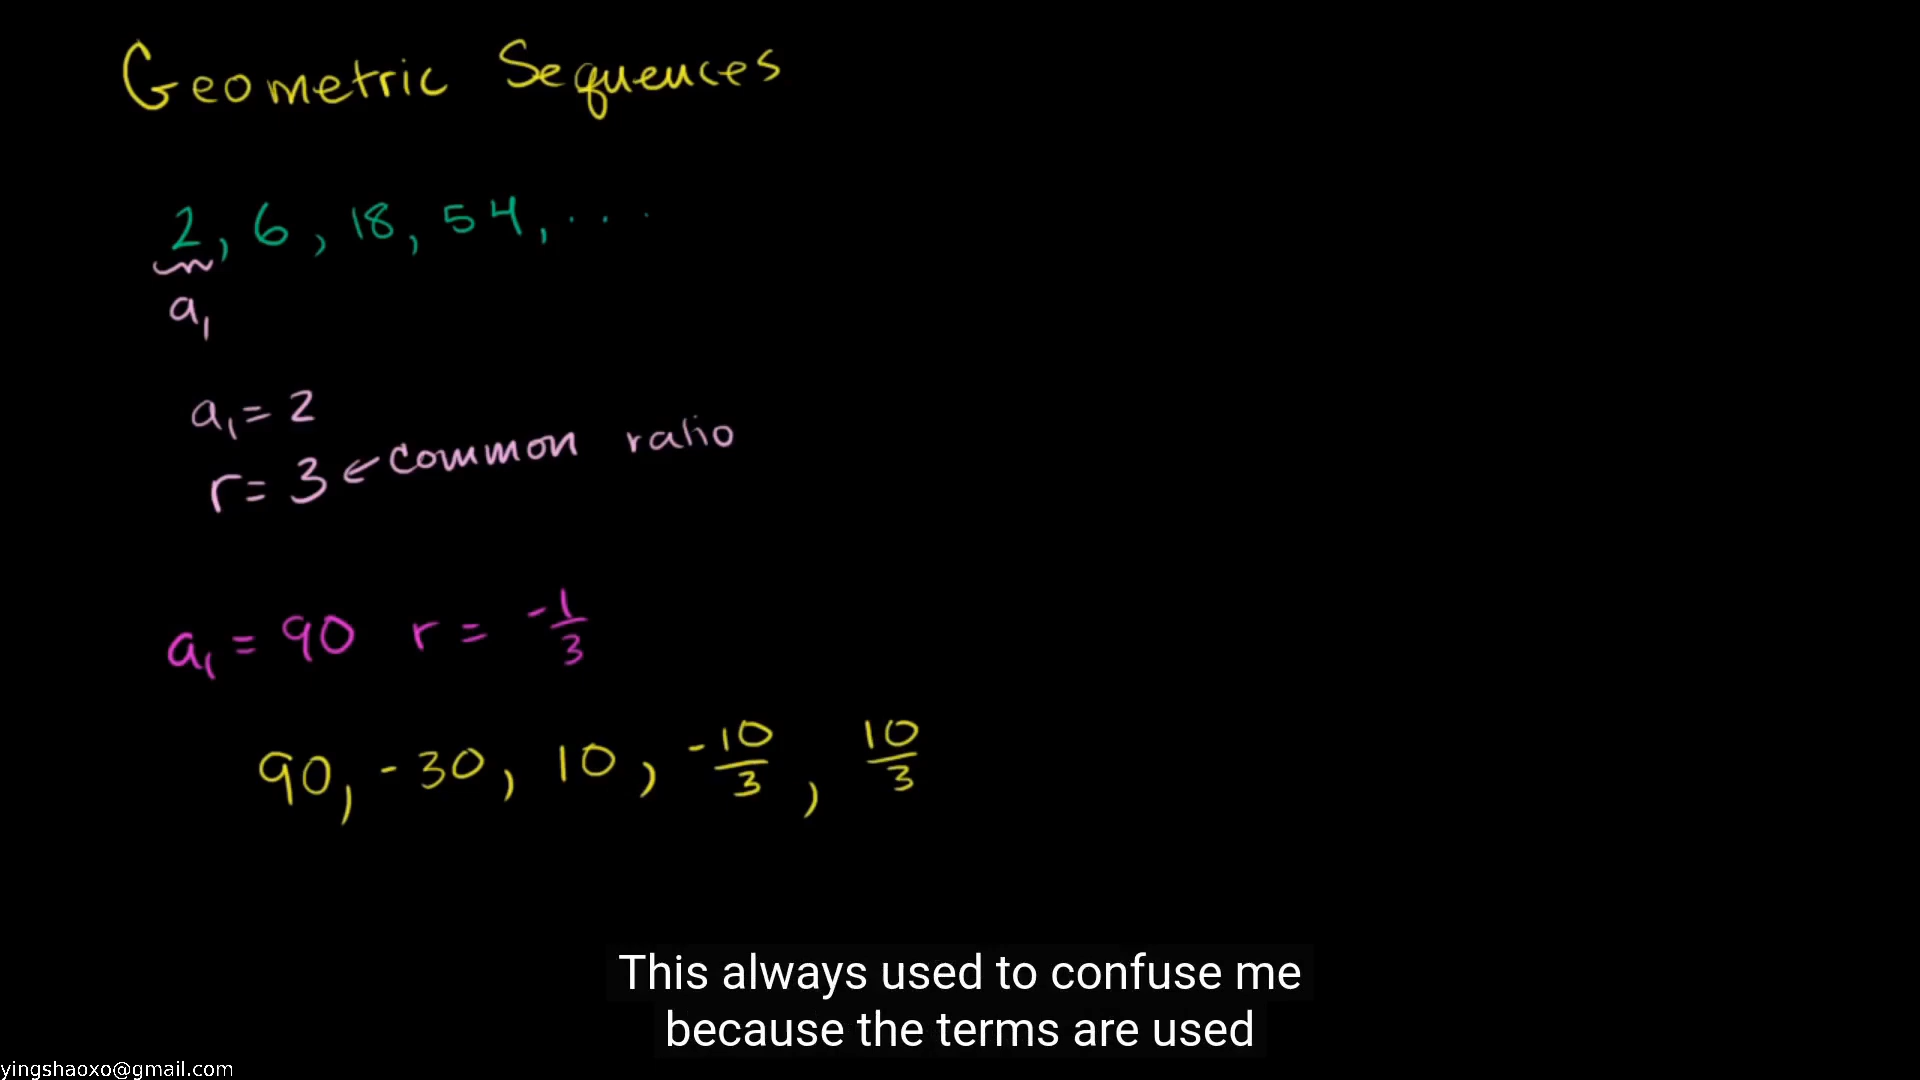 Geometric Sequences
2, 6, 18, 54, ...
a₁
a₁ = 2
r = 3 ← common ratio
a₁ = 90 r = -1/3
90, -30, 10, -10/3, 10/3
This always used to confuse me
because the terms are used
yingshaoxo@gmail.com